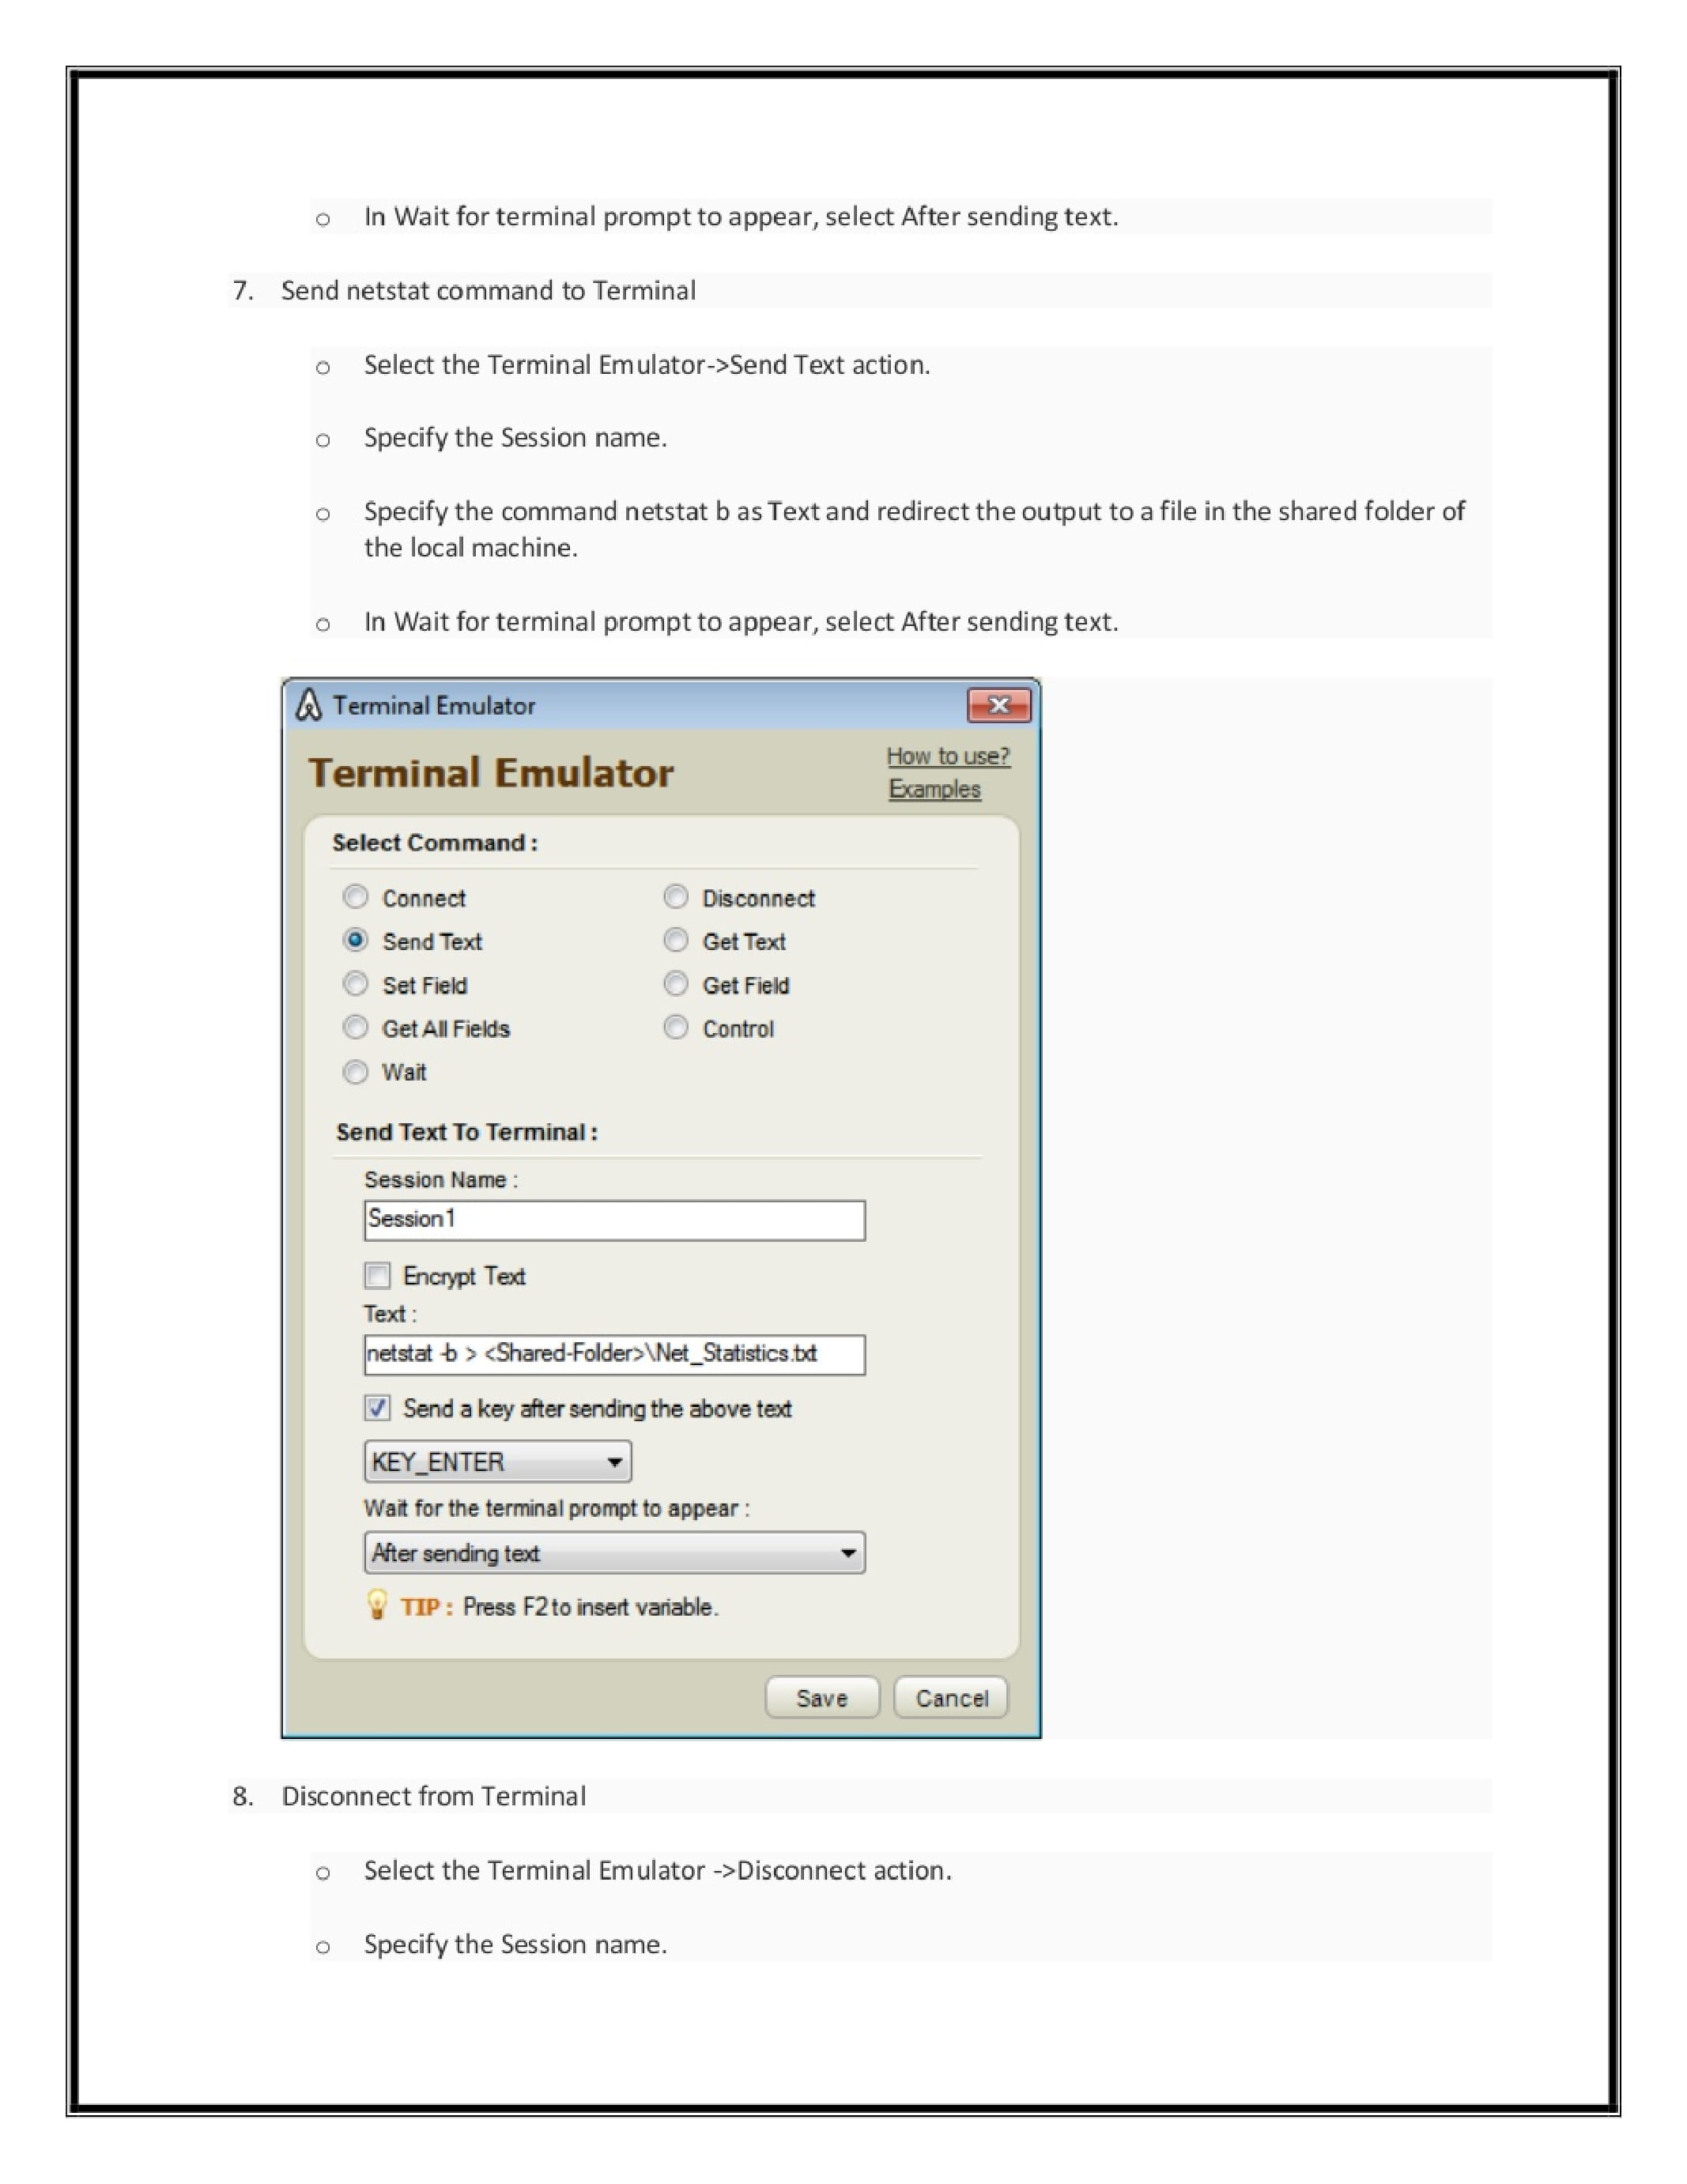 o In Wait for terminal prompt to appear, select After sending text.
7. Send netstat command to Terminal
o Select the Terminal Emulator->Send Text action.
o Specify the Session name.
o Specify the command netstat b as Text and redirect the output to a file in the shared folder of
the local machine.
o In Wait for terminal prompt to appear, select After sending text.
Terminal Emulator
Terminal Emulator
How to use?
Examples
Select Command :
Connect Disconnect
Send Text Get Text
Set Field Get Field
Get All Fields Control
Wait
Send Text To Terminal :
Session Name :
Session1
Encrypt Text
Text :
netstat -b > <Shared-Folder>\Net_Statistics.txt
Send a key after sending the above text
KEY_ENTER
Wait for the terminal prompt to appear :
After sending text
TIP : Press F2 to insert variable.
Save Cancel
8. Disconnect from Terminal
o Select the Terminal Emulator ->Disconnect action.
o Specify the Session name.